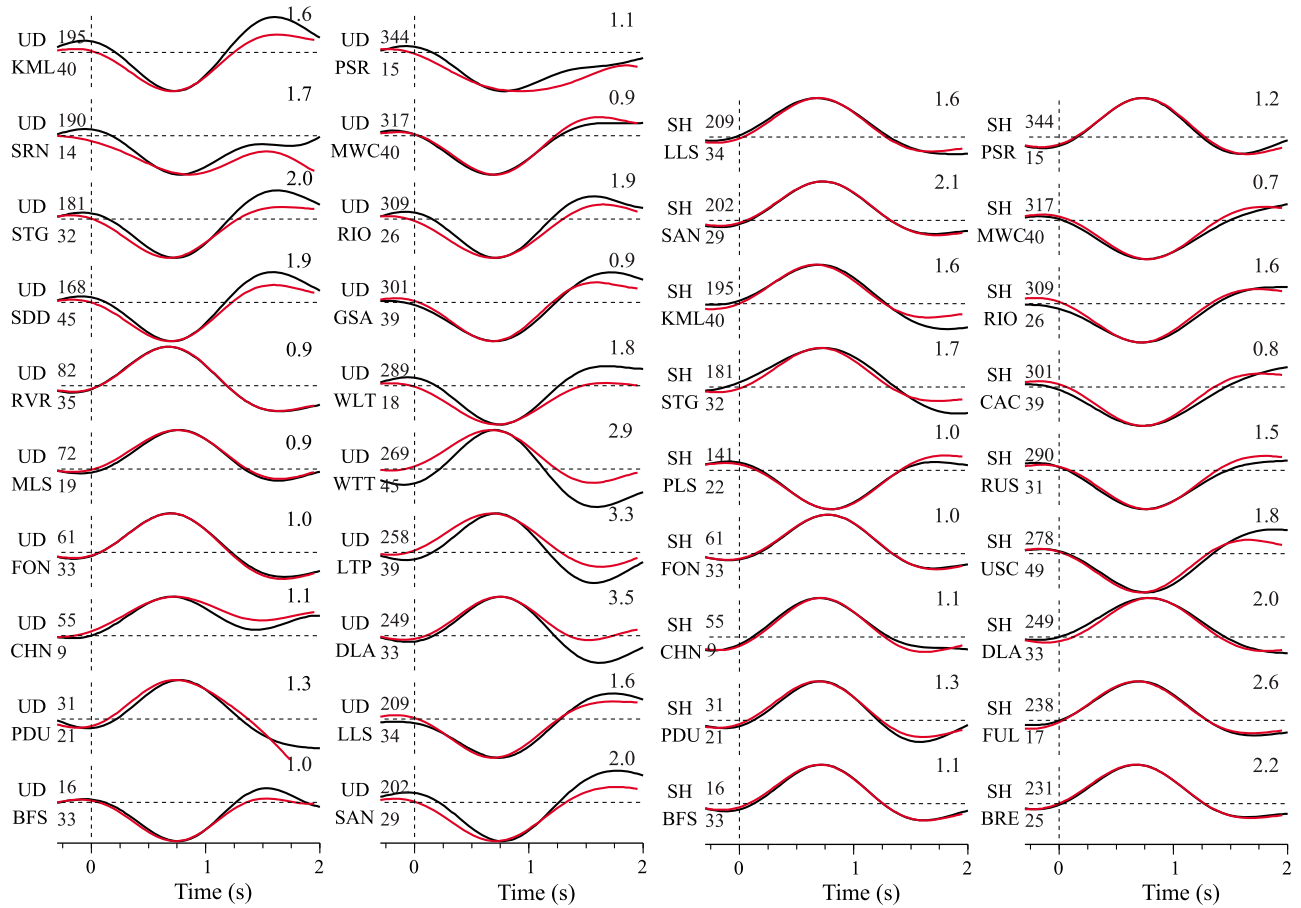 1.6
UD 195
KML 40
1.7
UD 190
SRN 14
2.0
UD 181
STG 32
1.9
UD 168
SDD 45
0.9
UD 82
RVR 35
0.9
UD 72
MLS 19
1.0
UD 61
FON 33
1.1
UD 55
CHN 9
1.3
UD 31
PDU 21
1.0
UD 16
BFS 33
0 1 2
Time (s)
1.1
UD 344
PSR 15
0.9
UD 317
MWC 40
1.9
UD 309
RIO 26
0.9
UD 301
GSA 39
1.8
UD 289
WLT 18
2.9
UD 269
WTT 45
3.3
UD 258
LTP 39
3.5
UD 249
DLA 33
1.6
UD 209
LLS 34
2.0
UD 202
SAN 29
0 1 2
Time (s)
1.6
SH 209
LLS 34
2.1
SH 202
SAN 29
1.6
SH 195
KML 40
1.7
SH 181
STG 32
1.0
SH 141
PLS 22
1.0
SH 61
FON 33
1.1
SH 55
CHN 9
1.3
SH 31
PDU 21
1.1
SH 16
BFS 33
0 1 2
Time (s)
1.2
SH 344
PSR 15
0.7
SH 317
MWC 40
1.6
SH 309
RIO 26
0.8
SH 301
CAC 39
1.5
SH 290
RUS 31
1.8
SH 278
USC 49
2.0
SH 249
DLA 33
2.6
SH 238
FUL 17
2.2
SH 231
BRE 25
0 1 2
Time (s)